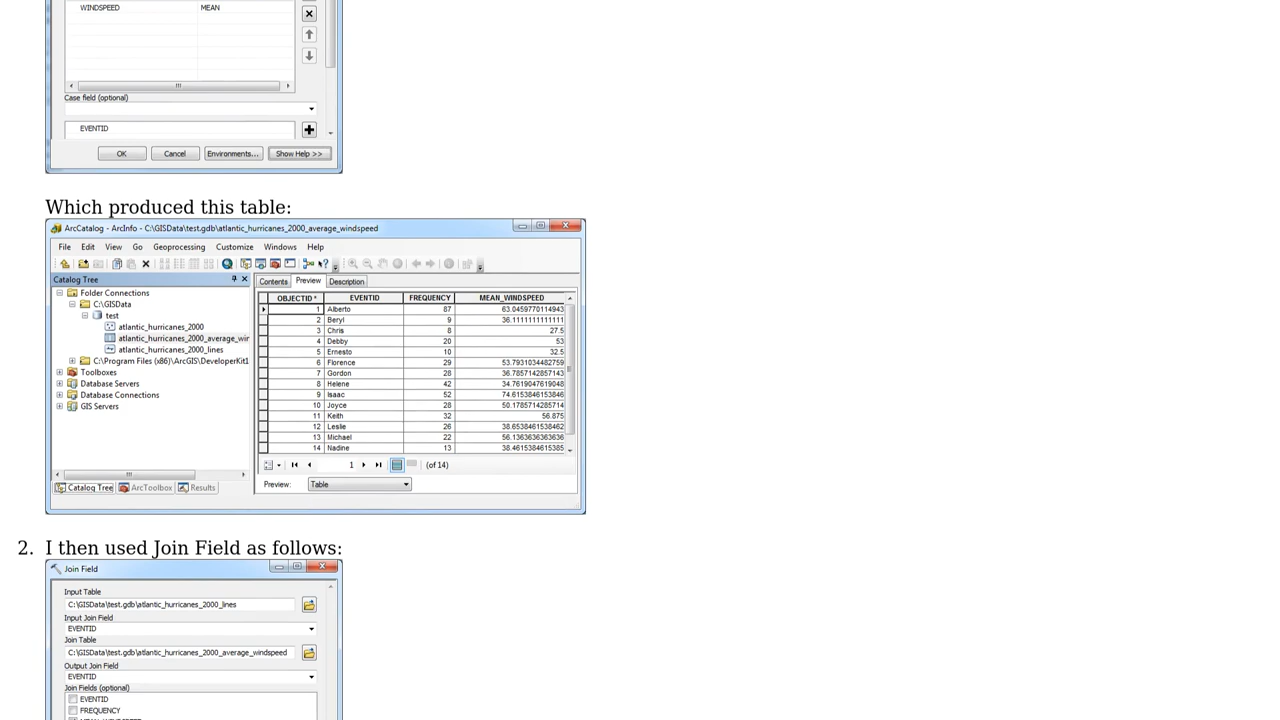 WINDSPEED MEAN
Case field (optional)
EVENTID
OK Cancel Environments... Show Help >>
Which produced this table:
ArcCatalog - ArcInfo - C:\GISData\test.gdb\atlantic_hurricanes_2000_average_windspeed
File Edit View Go Geoprocessing Customize Windows Help
Catalog Tree
Folder Connections
C:\GISData
test
atlantic_hurricanes_2000
atlantic_hurricanes_2000_average_wir
atlantic_hurricanes_2000_lines
C:\Program Files (x86)\ArcGIS\DeveloperKit1
Toolboxes
Database Servers
Database Connections
GIS Servers
Catalog Tree ArcToolbox Results
Contents Preview Description
OBJECTID * EVENTID FREQUENCY MEAN_WINDSPEED
1 Alberto 87 63.0459770114943
2 Beryl 9 36.1111111111111
3 Chris 8 27.5
4 Debby 20 53
5 Ernesto 10 32.5
6 Florence 29 53.7931034482759
7 Gordon 28 36.7857142857143
8 Helene 42 34.7619047619048
9 Isaac 52 74.6153846153846
10 Joyce 28 50.1785714285714
11 Keith 32 56.875
12 Leslie 26 38.6538461538462
13 Michael 22 56.1363636363636
14 Nadine 13 38.4615384615385
1 (of 14)
Preview: Table
2. I then used Join Field as follows:
Join Field
Input Table
C:\GISData\test.gdb\atlantic_hurricanes_2000_lines
Input Join Field
EVENTID
Join Table
C:\GISData\test.gdb\atlantic_hurricanes_2000_average_windspeed
Output Join Field
EVENTID
Join Fields (optional)
EVENTID
FREQUENCY